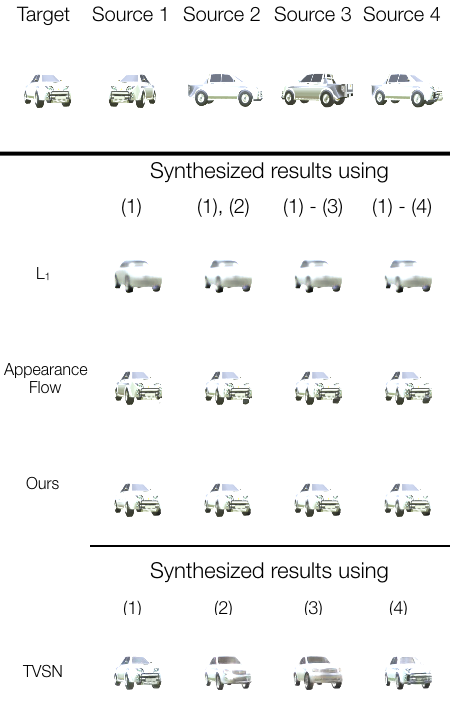 Target Source 1 Source 2 Source 3 Source 4
Synthesized results using
(1) (1), (2) (1) - (3) (1) - (4)
L1
Appearance
Flow
Ours
Synthesized results using
(1) (2) (3) (4)
TVSN